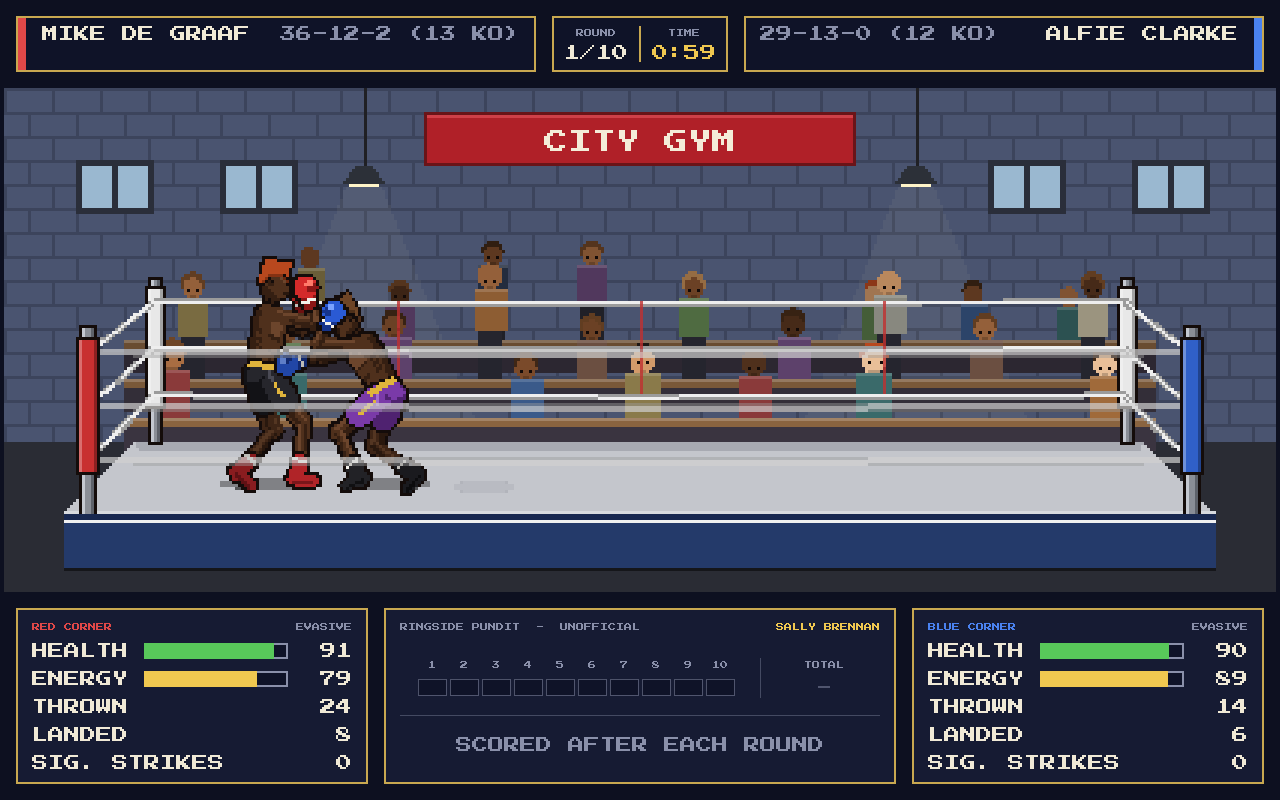 MIKE DE GRAAF 36-12-2 (13 KO)
ROUND
1/10
TIME
0:59
29-13-0 (12 KO) ALFIE CLARKE
CITY GYM
RED CORNER EVASIVE
HEALTH 91
ENERGY 79
THROWN 24
LANDED 8
SIG. STRIKES 0
RINGSIDE PUNDIT - UNOFFICIAL SALLY BRENNAN
1 2 3 4 5 6 7 8 9 10 TOTAL
—
SCORED AFTER EACH ROUND
BLUE CORNER EVASIVE
HEALTH 90
ENERGY 89
THROWN 14
LANDED 6
SIG. STRIKES 0